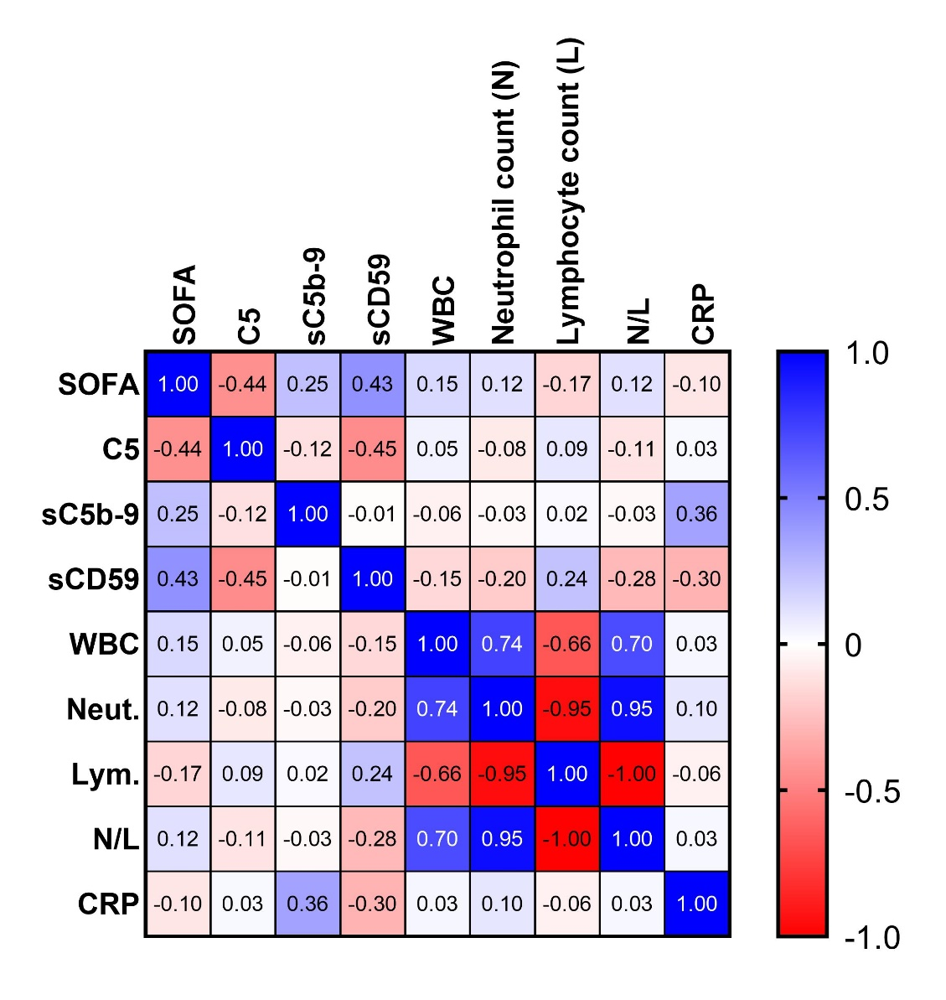 SOFA C5 sC5b-9 sCD59 WBC Neutrophil count (N) Lymphocyte count (L) N/L CRP
SOFA 1.00 -0.44 0.25 0.43 0.15 0.12 -0.17 0.12 -0.10
C5 -0.44 1.00 -0.12 -0.45 0.05 -0.08 0.09 -0.11 0.03
sC5b-9 0.25 -0.12 1.00 -0.01 -0.06 -0.03 0.02 -0.03 0.36
sCD59 0.43 -0.45 -0.01 1.00 -0.15 -0.20 0.24 -0.28 -0.30
WBC 0.15 0.05 -0.06 -0.15 1.00 0.74 -0.66 0.70 0.03
Neut. 0.12 -0.08 -0.03 -0.20 0.74 1.00 -0.95 0.95 0.10
Lym. -0.17 0.09 0.02 0.24 -0.66 -0.95 1.00 -1.00 -0.06
N/L 0.12 -0.11 -0.03 -0.28 0.70 0.95 -1.00 1.00 0.03
CRP -0.10 0.03 0.36 -0.30 0.03 0.10 -0.06 0.03 1.00
1.0
0.5
0
-0.5
-1.0